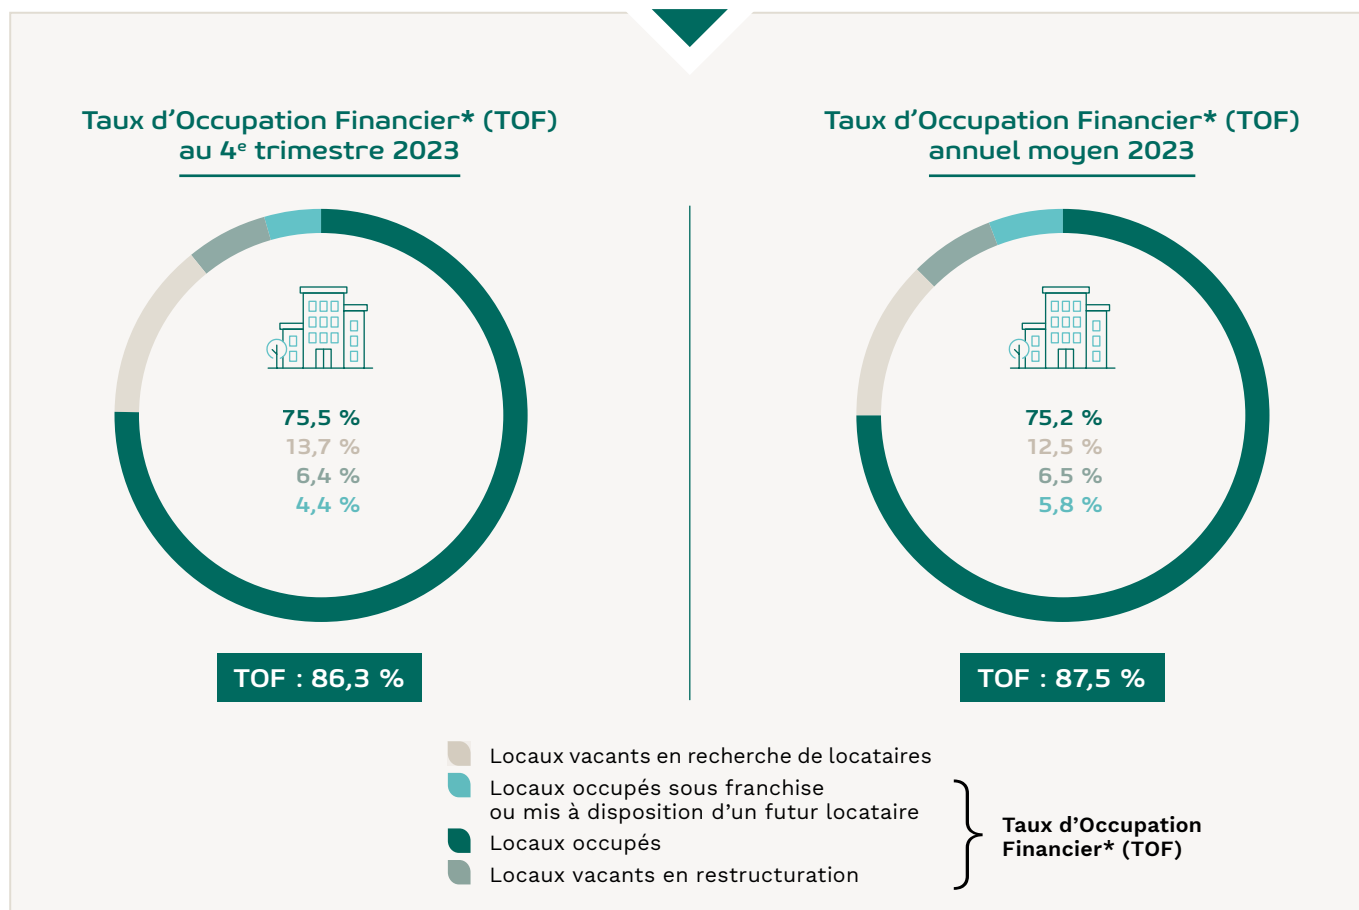 Taux d’Occupation Financier* (TOF)
au 4e trimestre 2023
75,5 %
13,7 %
6,4 %
4,4 %
TOF : 86,3 %
Taux d’Occupation Financier* (TOF)
annuel moyen 2023
75,2 %
12,5 %
6,5 %
5,8 %
TOF : 87,5 %
Locaux vacants en recherche de locataires
Locaux occupés sous franchise
ou mis à disposition d’un futur locataire
Locaux occupés
Locaux vacants en restructuration
Taux d’Occupation
Financier* (TOF)